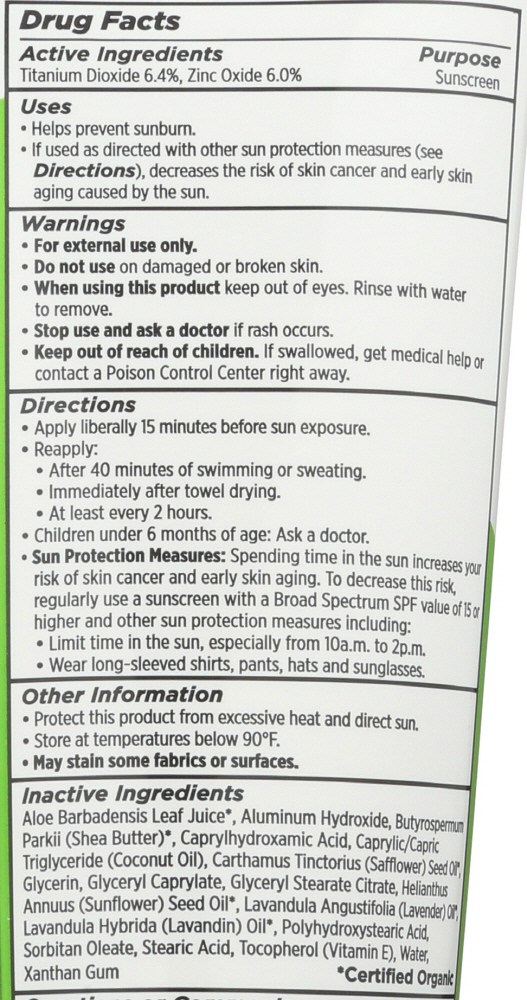 Drug Facts
Active Ingredients Purpose
Titanium Dioxide 6.4%, Zinc Oxide 6.0% Sunscreen
Uses
• Helps prevent sunburn.
• If used as directed with other sun protection measures (see
Directions), decreases the risk of skin cancer and early skin
aging caused by the sun.
Warnings
• For external use only.
• Do not use on damaged or broken skin.
• When using this product keep out of eyes. Rinse with water
to remove.
• Stop use and ask a doctor if rash occurs.
• Keep out of reach of children. If swallowed, get medical help or
contact a Poison Control Center right away.
Directions
• Apply liberally 15 minutes before sun exposure.
• Reapply:
• After 40 minutes of swimming or sweating.
• Immediately after towel drying.
• At least every 2 hours.
• Children under 6 months of age: Ask a doctor.
• Sun Protection Measures: Spending time in the sun increases your
risk of skin cancer and early skin aging. To decrease this risk,
regularly use a sunscreen with a Broad Spectrum SPF value of 15 or
higher and other sun protection measures including:
• Limit time in the sun, especially from 10a.m. to 2p.m.
• Wear long-sleeved shirts, pants, hats and sunglasses.
Other Information
• Protect this product from excessive heat and direct sun.
• Store at temperatures below 90°F.
• May stain some fabrics or surfaces.
Inactive Ingredients
Aloe Barbadensis Leaf Juice*, Aluminum Hydroxide, Butyrospermum
Parkii (Shea Butter)*, Caprylhydroxamic Acid, Caprylic/Capric
Triglyceride (Coconut Oil), Carthamus Tinctorius (Safflower) Seed Oil*,
Glycerin, Glyceryl Caprylate, Glyceryl Stearate Citrate, Helianthus
Annuus (Sunflower) Seed Oil*, Lavandula Angustifolia (Lavender) Oil*,
Lavandula Hybrida (Lavandin) Oil*, Polyhydroxystearic Acid,
Sorbitan Oleate, Stearic Acid, Tocopherol (Vitamin E), Water,
Xanthan Gum *Certified Organic